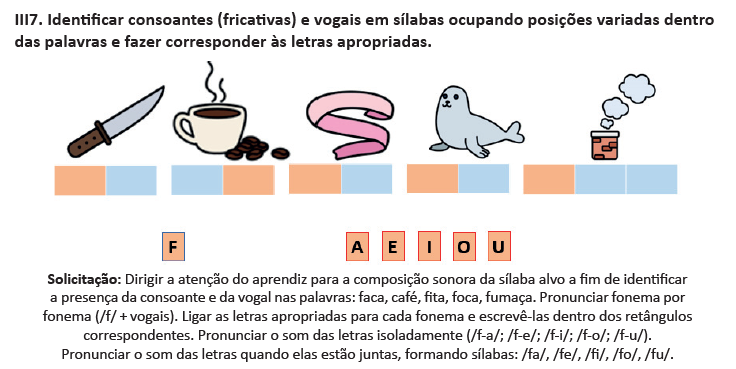 III7. Identificar consoantes (fricativas) e vogais em sílabas ocupando posições variadas dentro
das palavras e fazer corresponder às letras apropriadas.
F A E I O U
Solicitação: Dirigir a atenção do aprendiz para a composição sonora da sílaba alvo a fim de identificar
a presença da consoante e da vogal nas palavras: faca, café, fita, foca, fumaça. Pronunciar fonema por
fonema (/f/ + vogais). Ligar as letras apropriadas para cada fonema e escrevê-las dentro dos retângulos
correspondentes. Pronunciar o som das letras isoladamente (/f-a/; /f-e/; /f-i/; /f-o/; /f-u/).
Pronunciar o som das letras quando elas estão juntas, formando sílabas: /fa/, /fe/, /fi/, /fo/, /fu/.